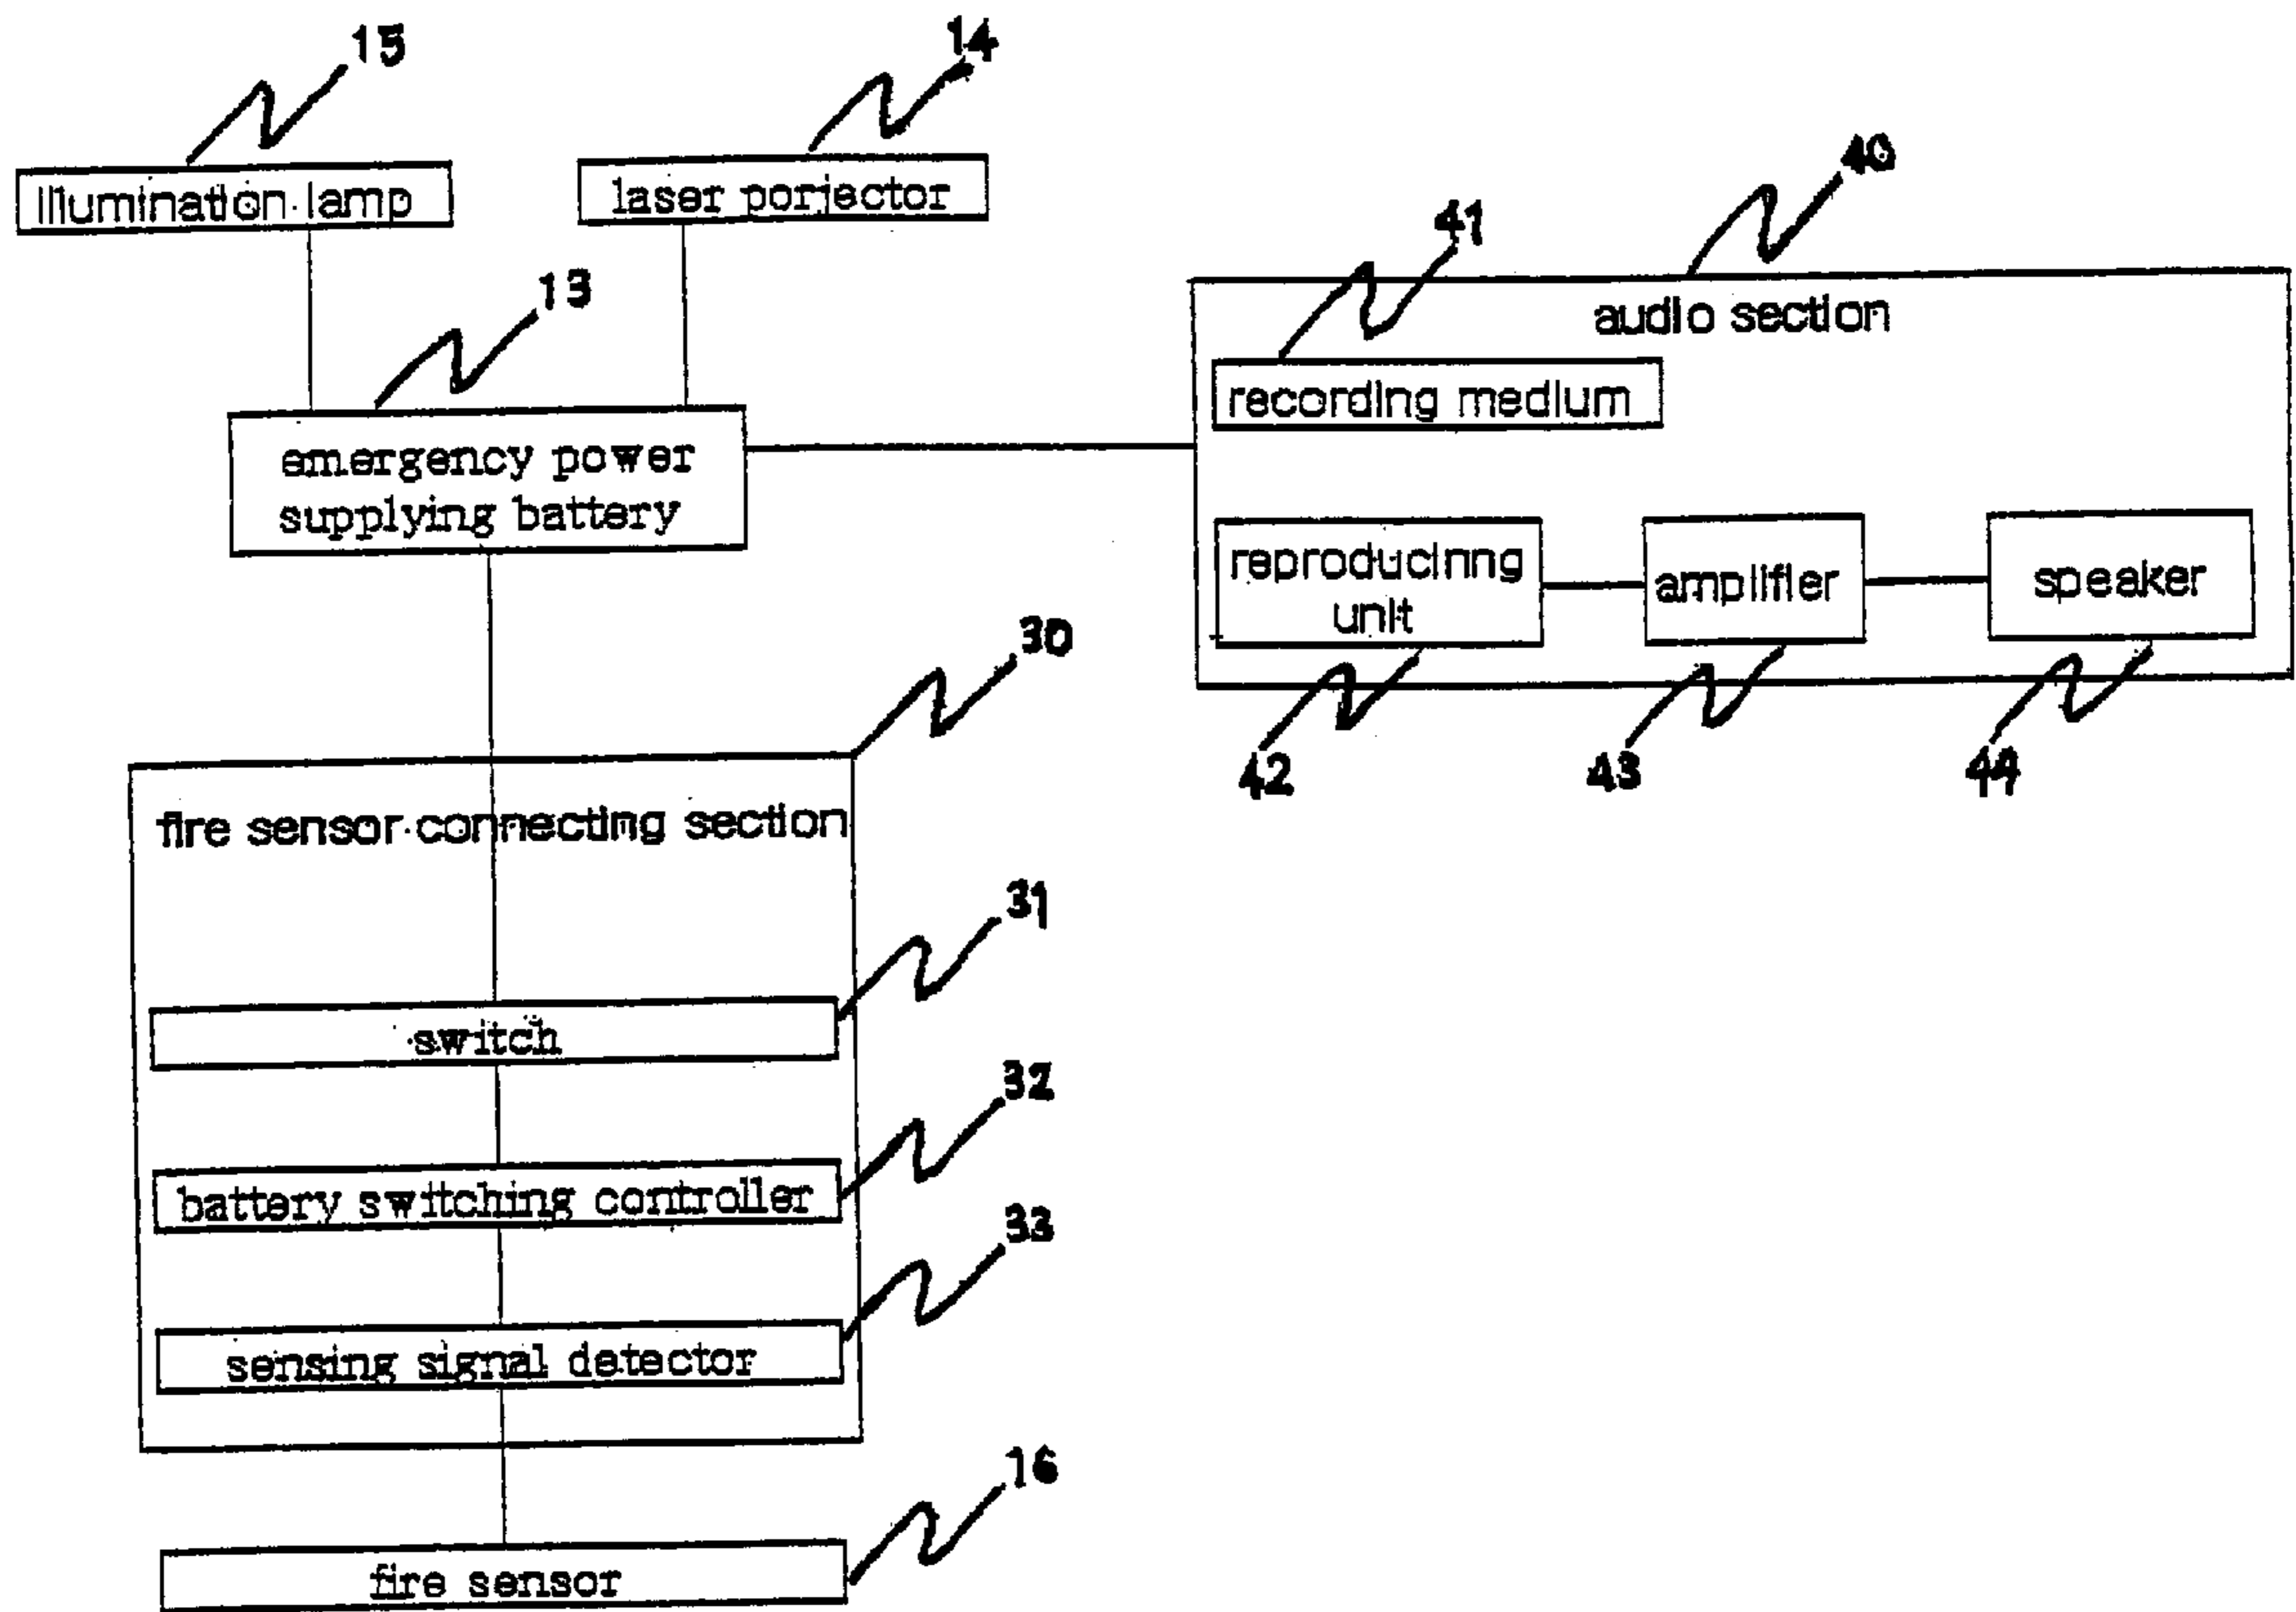 15
14
illumination lamp
laser porjector
40
41
13
audio section
recording medium
emergency power
supplying battery
reproducinng
unit
amplifier
speaker
42
43
44
30
fire sensor connecting section
31
switch
32
battery switching controller
33
sensing signal detector
16
fire sensor